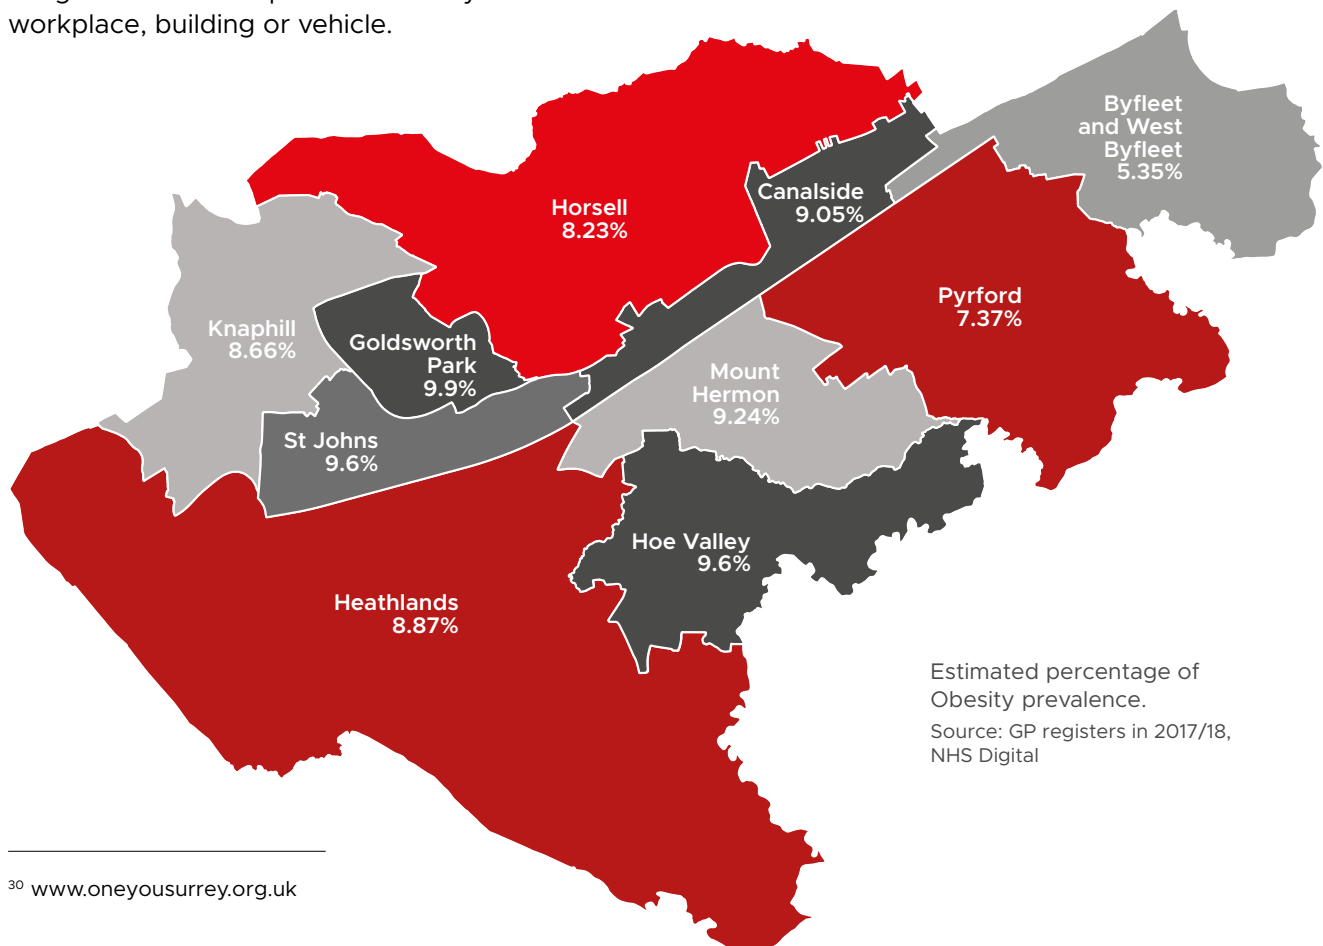 workplace, building or vehicle.
Byfleet
and West
Byfleet
5.35%
Canalside
9.05%
Horsell
8.23%
Pyrford
7.37%
Knaphill
8.66%
Goldsworth
Park
9.9%
Mount
Hermon
9.24%
St Johns
9.6%
Hoe Valley
9.6%
Heathlands
8.87%
Estimated percentage of
Obesity prevalence.
Source: GP registers in 2017/18,
NHS Digital
30 www.oneyousurrey.org.uk